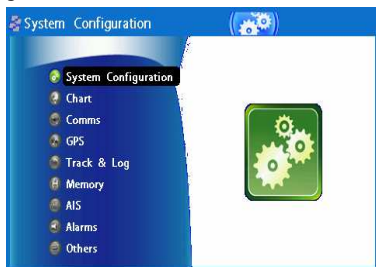 System Configuration
System Configuration
Chart
Comms
GPS
Track & Log
Memory
AIS
Alarms
Others